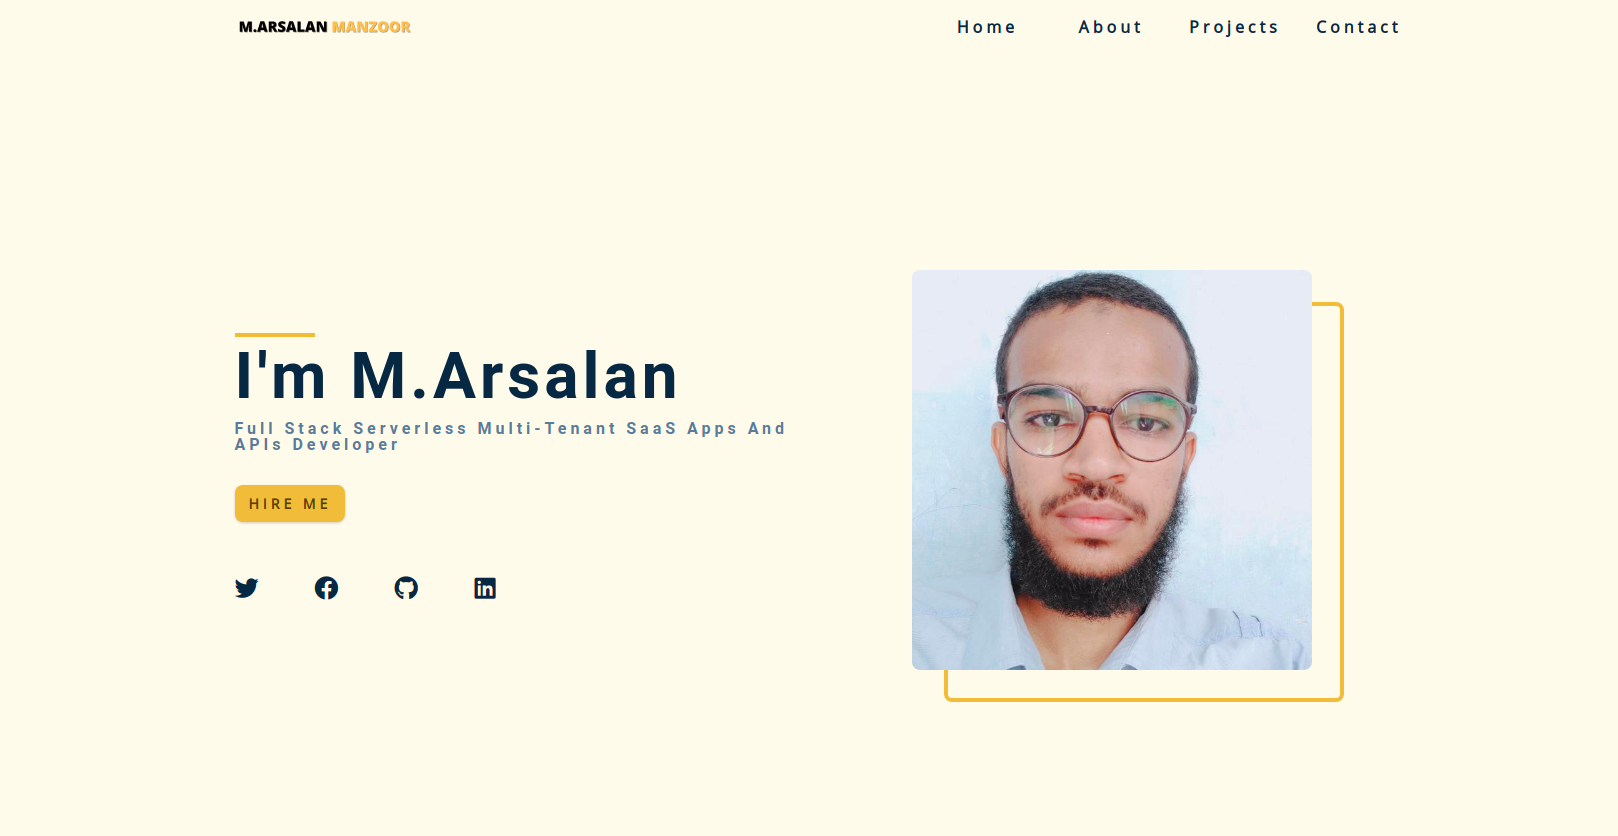 M.ARSALAN MANZOOR
Home About Projects Contact
I'm M.Arsalan
Full Stack Serverless Multi-Tenant SaaS Apps And
APIs Developer
HIRE ME